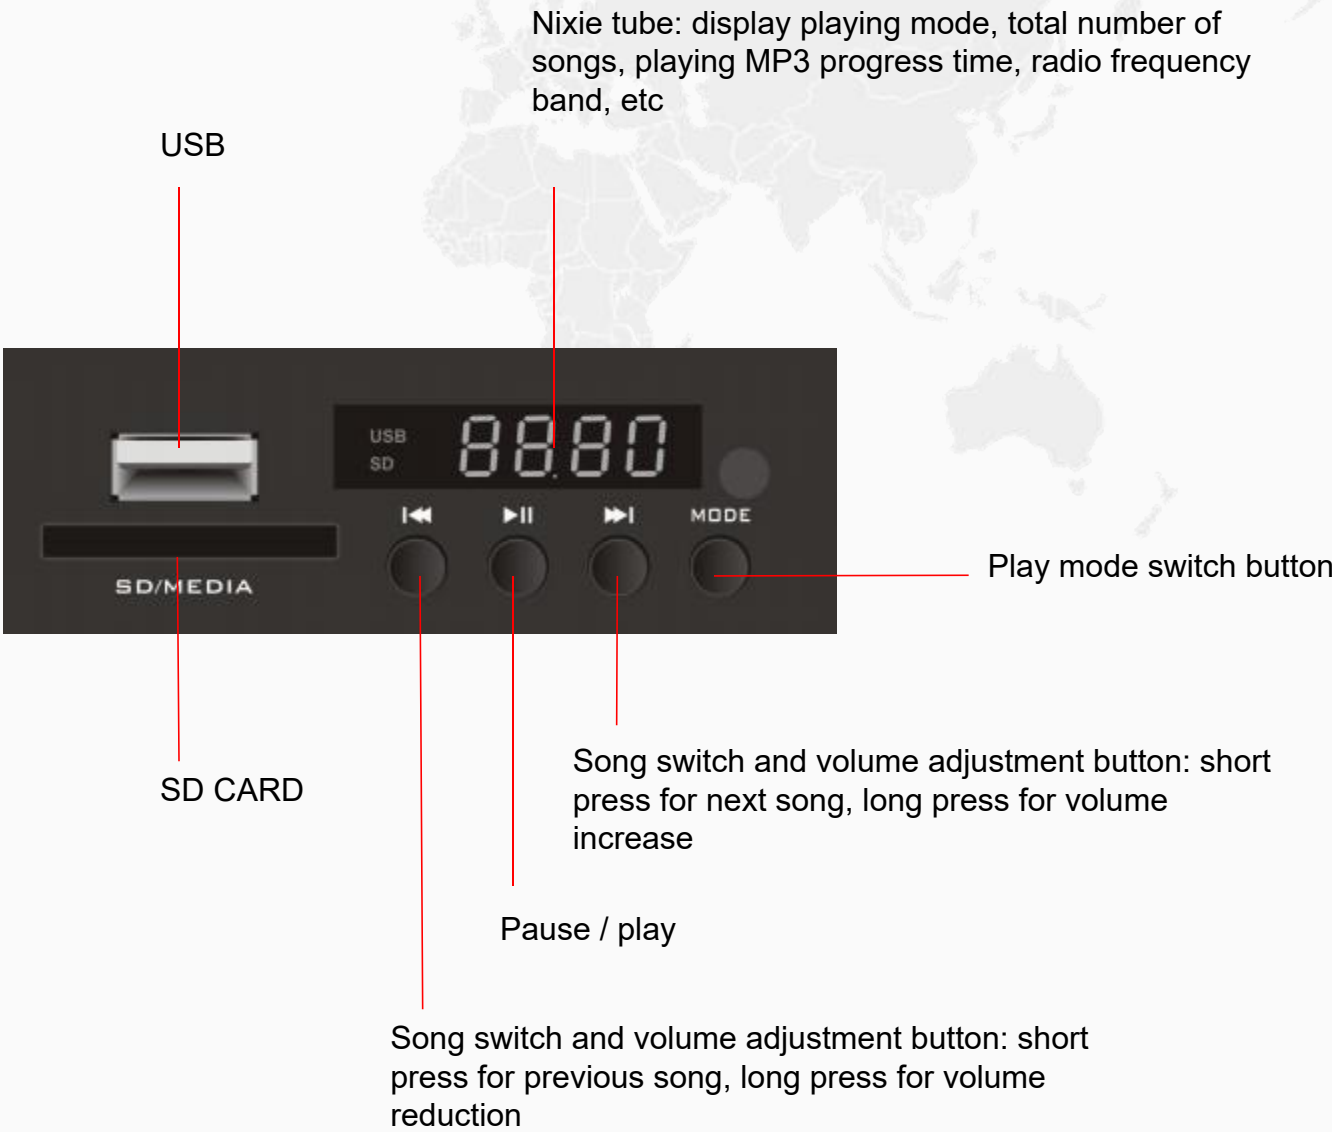 Nixie tube: display playing mode, total number of
songs, playing MP3 progress time, radio frequency
band, etc
USB
USB
SD
88.80
MODE
SD/MEDIA
Play mode switch button
SD CARD
Song switch and volume adjustment button: short
press for next song, long press for volume
increase
Pause / play
Song switch and volume adjustment button: short
press for previous song, long press for volume
reduction